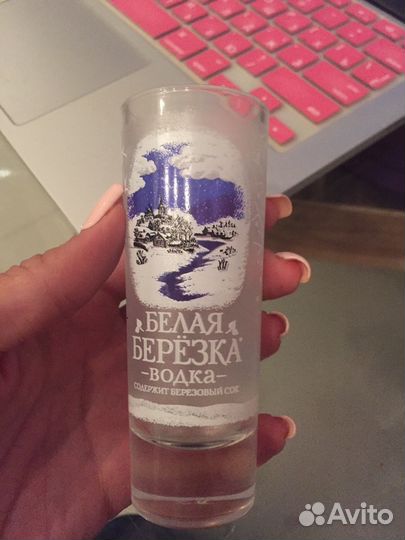 БЕЛАЯ
БЕРЁЗКА
–ВОДКА–
СОДЕРЖИТ БЕРЕЗОВЫЙ СОК
Avito